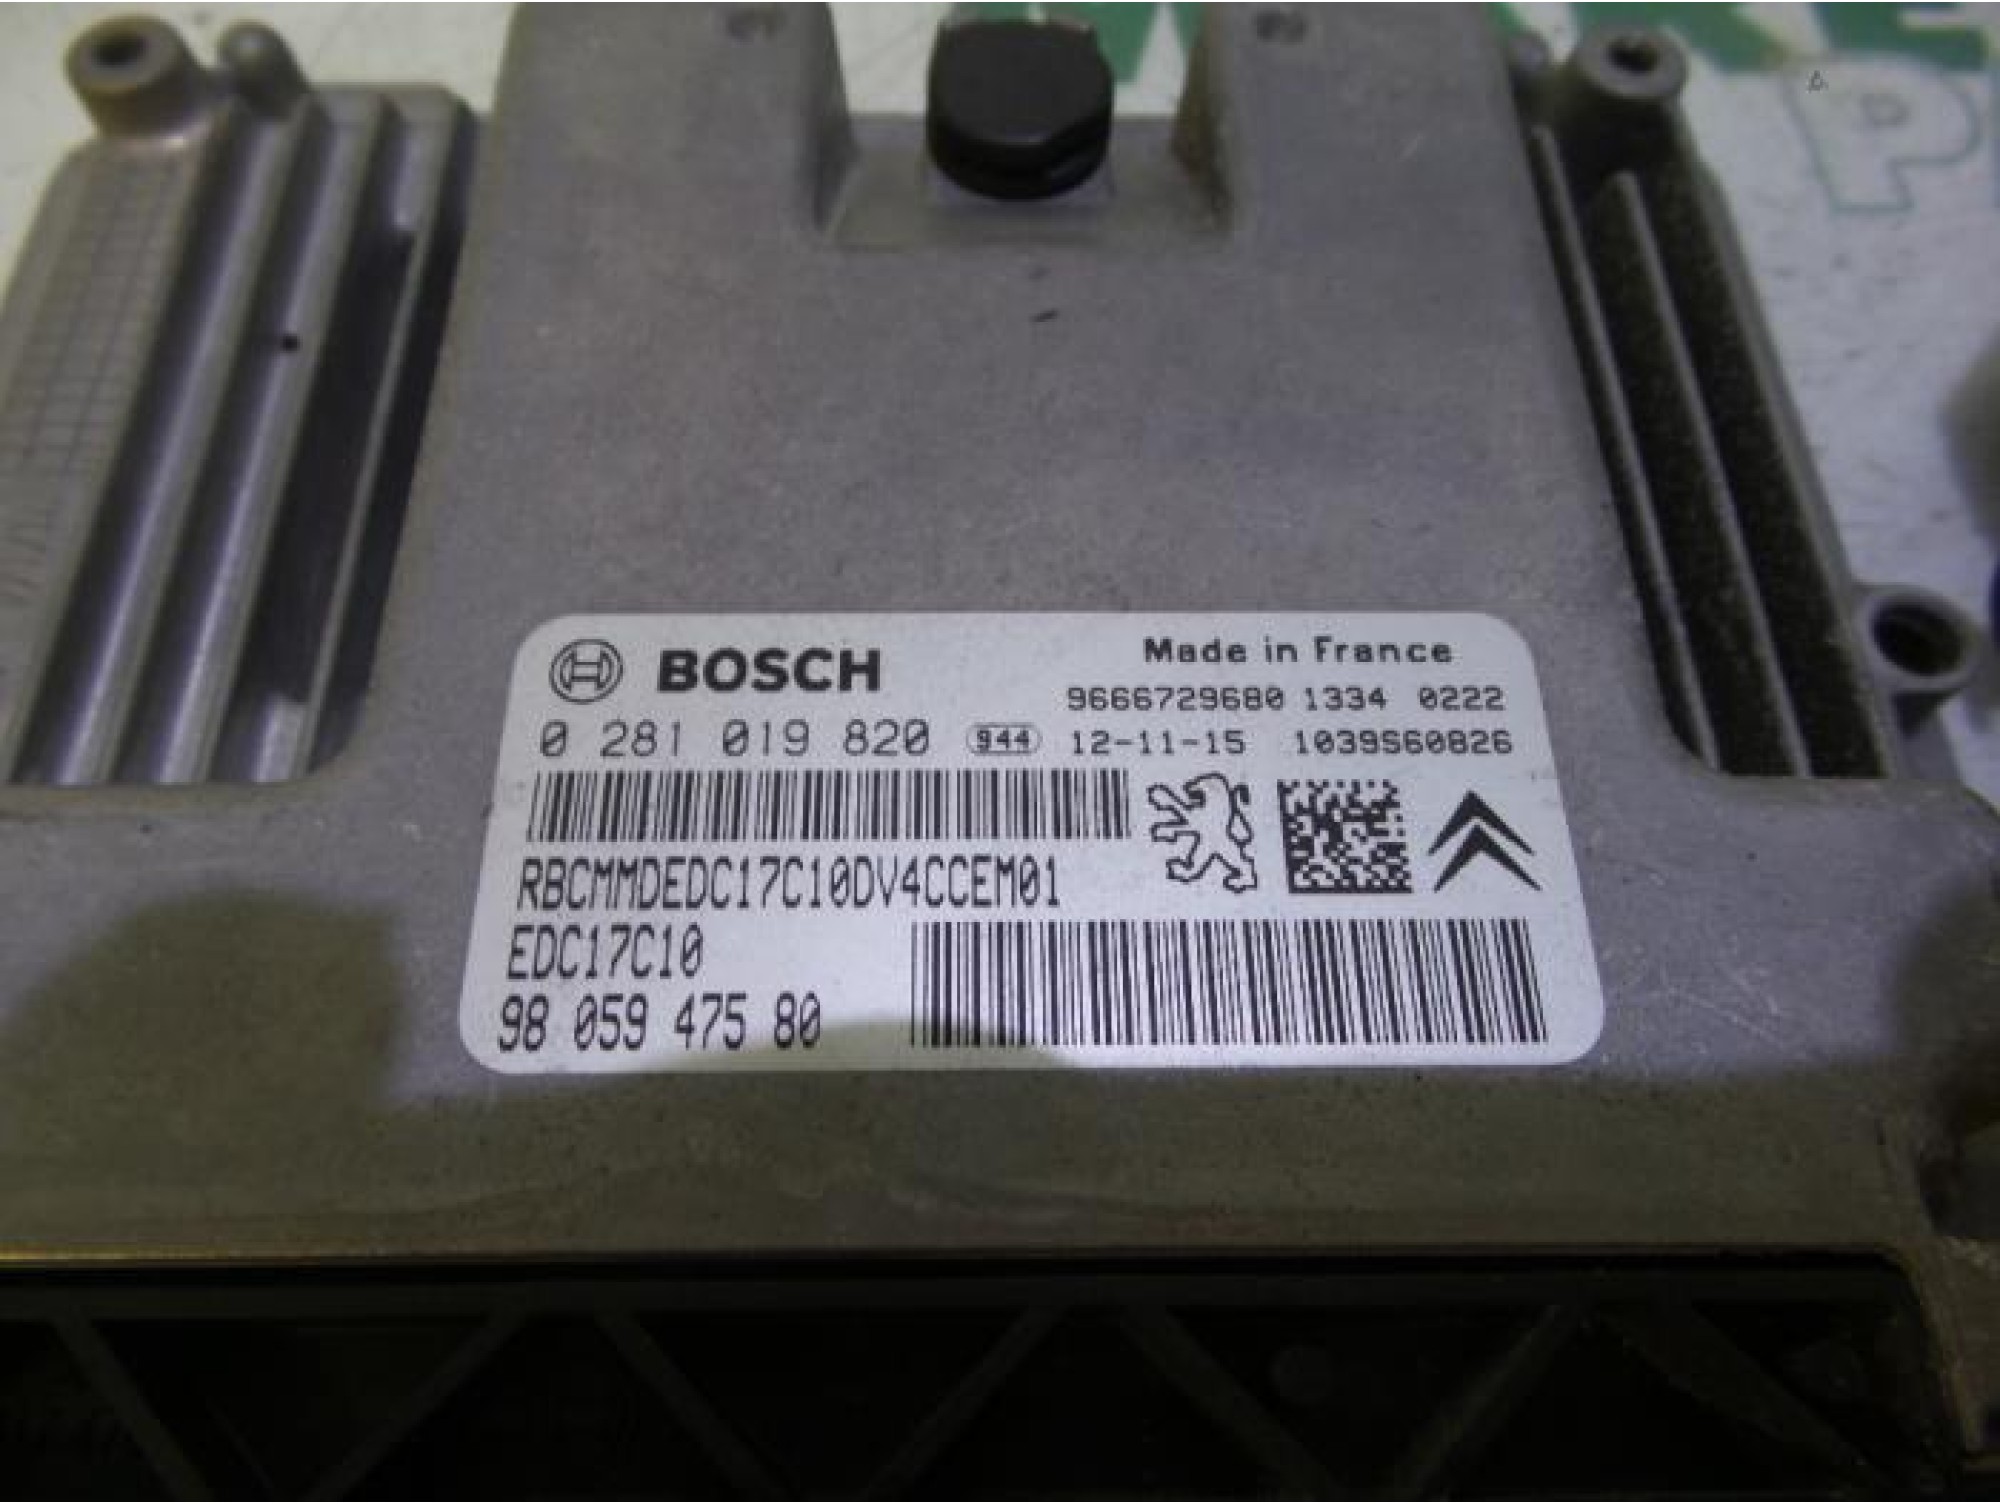 BOSCH
Made in France
9666729680 1334 0222
0 281 019 820 944 12-11-15 1039S60826
RBCMMDEDC17C10DV4CCEM01
EDC17C10
98 059 475 80